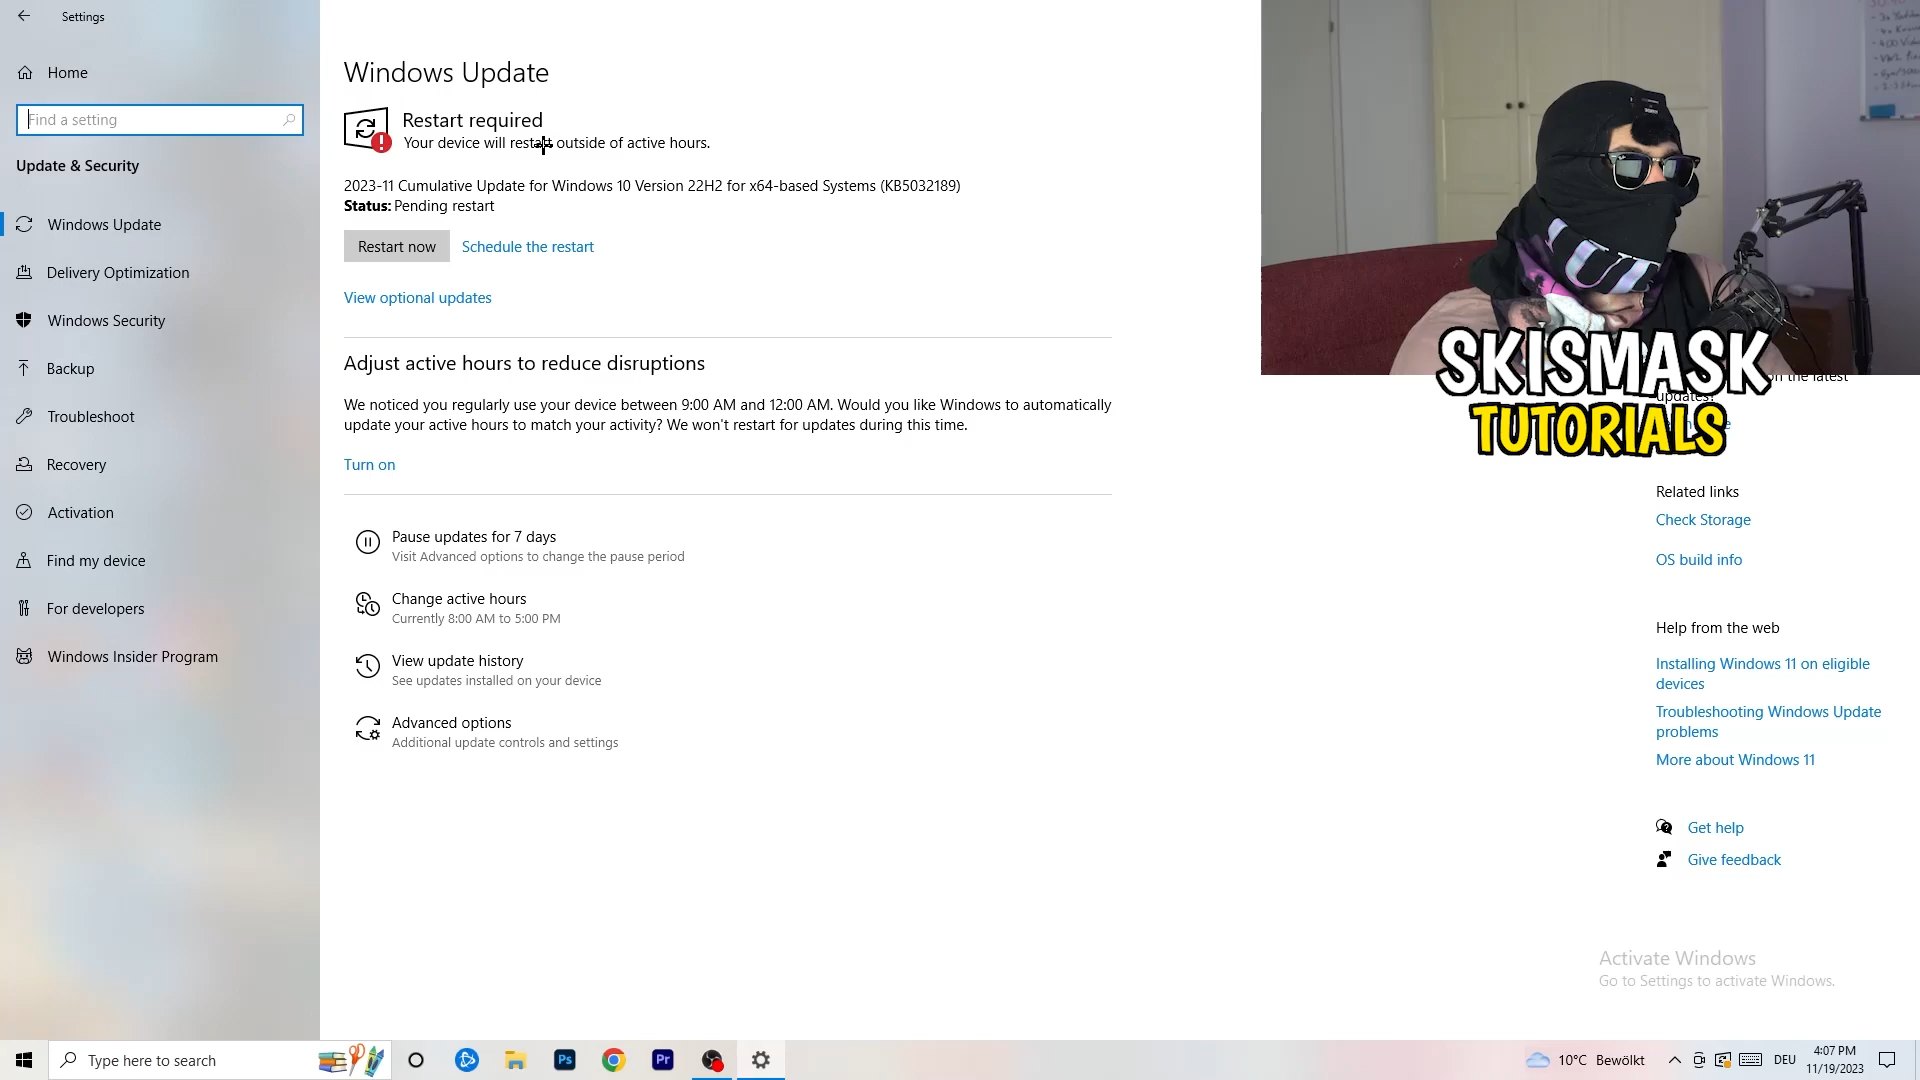 Settings
Home
Find a setting
Update & Security
Windows Update
Delivery Optimization
Windows Security
Backup
Troubleshoot
Recovery
Activation
Find my device
For developers
Windows Insider Program
Windows Update
Restart required
Your device will restart outside of active hours.
2023-11 Cumulative Update for Windows 10 Version 22H2 for x64-based Systems (KB5032189)
Status: Pending restart
Restart now Schedule the restart
View optional updates
Adjust active hours to reduce disruptions
We noticed you regularly use your device between 9:00 AM and 12:00 AM. Would you like Windows to automatically
update your active hours to match your activity? We won't restart for updates during this time.
Turn on
Pause updates for 7 days
Visit Advanced options to change the pause period
Change active hours
Currently 8:00 AM to 5:00 PM
View update history
See updates installed on your device
Advanced options
Additional update controls and settings
SKISMASK
TUTORIALS
on the latest
updates?
Related links
Check Storage
OS build info
Help from the web
Installing Windows 11 on eligible
devices
Troubleshooting Windows Update
problems
More about Windows 11
Get help
Give feedback
Activate Windows
Go to Settings to activate Windows.
Type here to search
Ps
Pr
10°C Bewölkt
DEU
4:07 PM
11/19/2023